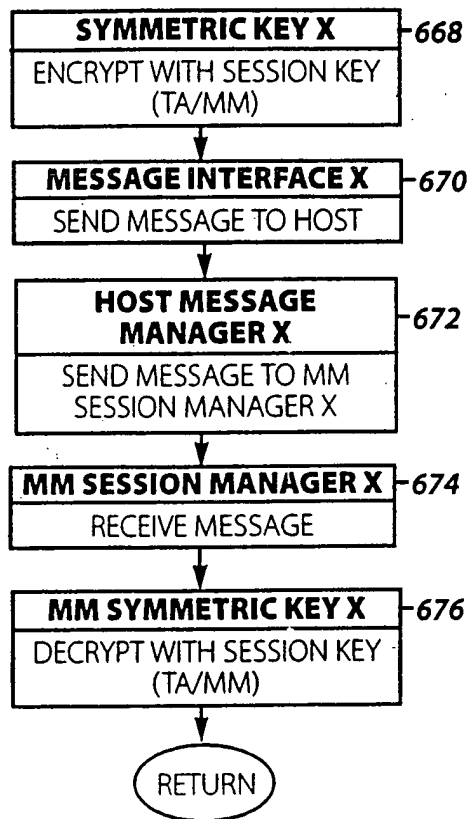 SYMMETRIC KEY X 668
ENCRYPT WITH SESSION KEY
(TA/MM)
MESSAGE INTERFACE X 670
SEND MESSAGE TO HOST
HOST MESSAGE
MANAGER X 672
SEND MESSAGE TO MM
SESSION MANAGER X
MM SESSION MANAGER X 674
RECEIVE MESSAGE
MM SYMMETRIC KEY X 676
DECRYPT WITH SESSION KEY
(TA/MM)
RETURN